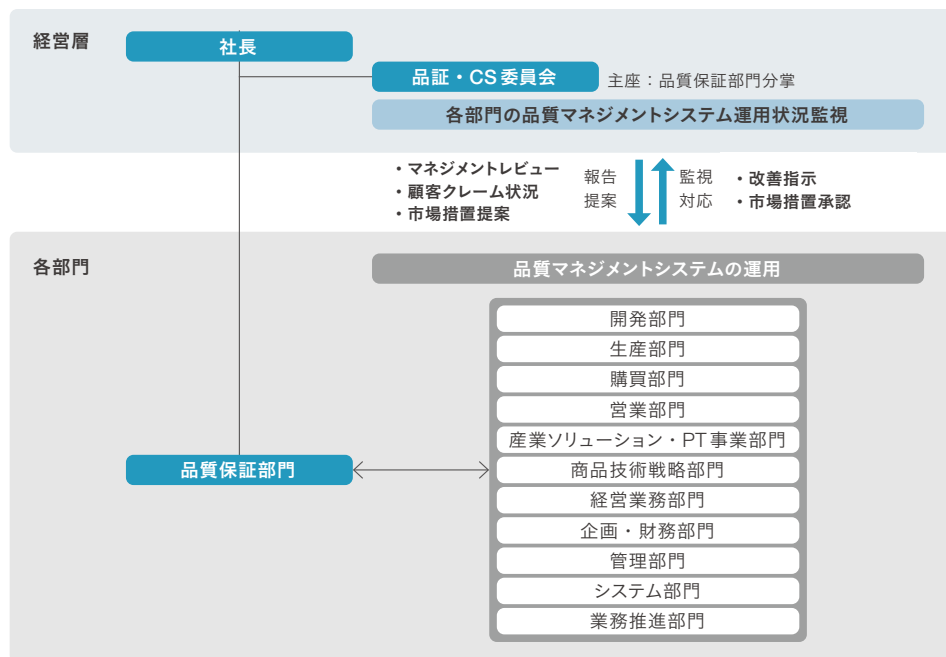 経営層
社長
品証・CS委員会
主座：品質保証部門分掌
各部門の品質マネジメントシステム運用状況監視
・マネジメントレビュー
・顧客クレーム状況
・市場措置提案
報告
提案
監視
対応
・改善指示
・市場措置承認
各部門
品質マネジメントシステムの運用
開発部門
生産部門
購買部門
営業部門
産業ソリューション・PT事業部門
品質保証部門
商品技術戦略部門
経営業務部門
企画・財務部門
管理部門
システム部門
業務推進部門